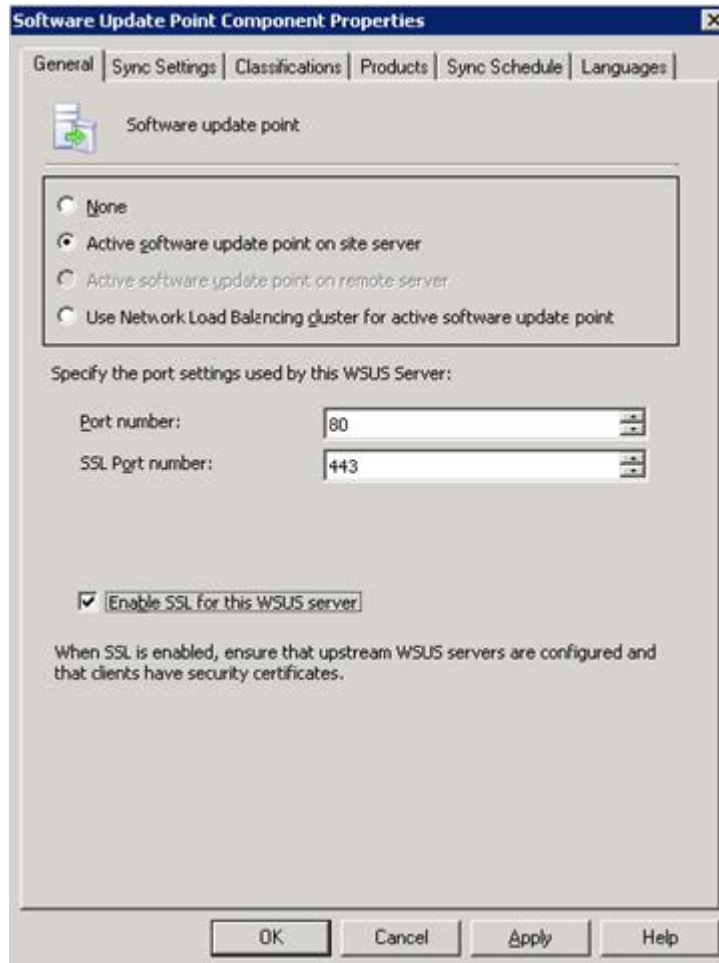 Software Update Point Component Properties
General Sync Settings Classifications Products Sync Schedule Languages
Software update point
None
Active software update point on site server
Active software update point on remote server
Use Network Load Balancing cluster for active software update point
Specify the port settings used by this WSUS Server:
Port number: 80
SSL Port number: 443
Enable SSL for this WSUS server
When SSL is enabled, ensure that upstream WSUS servers are configured and
that clients have security certificates.
OK Cancel Apply Help